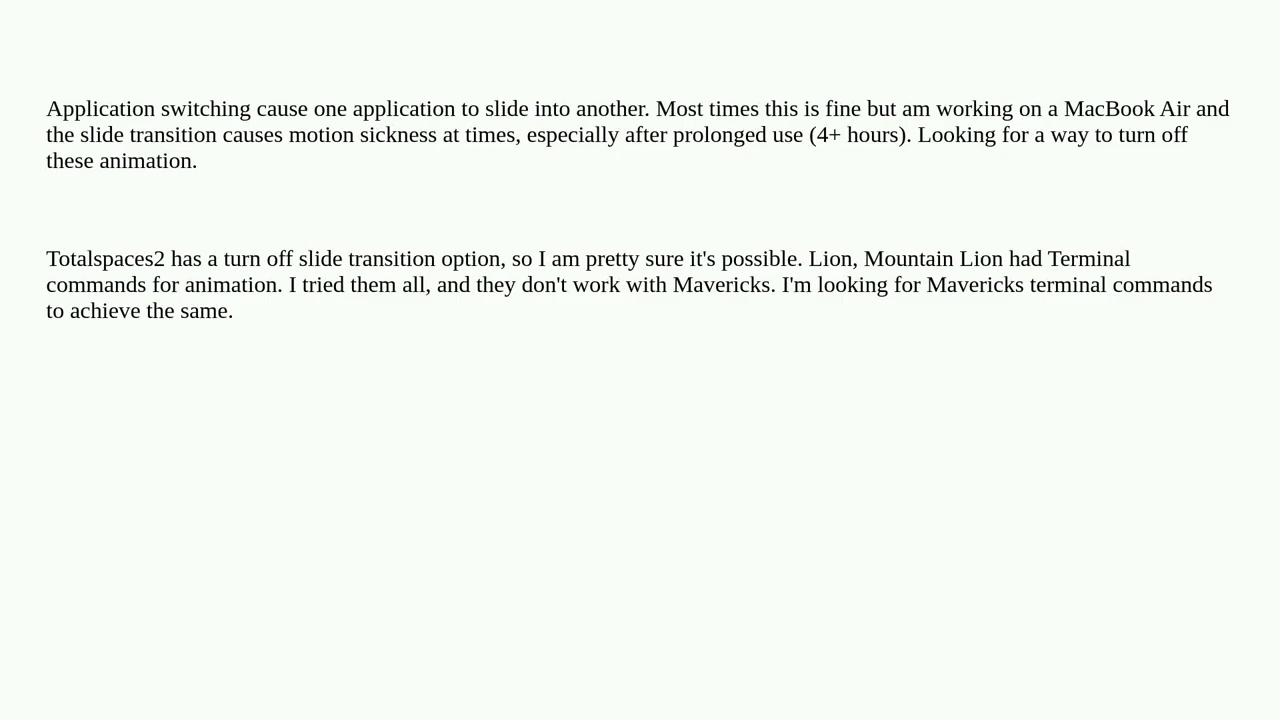 Application switching cause one application to slide into another. Most times this is fine but am working on a MacBook Air and
the slide transition causes motion sickness at times, especially after prolonged use (4+ hours). Looking for a way to turn off
these animation.
Totalspaces2 has a turn off slide transition option, so I am pretty sure it's possible. Lion, Mountain Lion had Terminal
commands for animation. I tried them all, and they don't work with Mavericks. I'm looking for Mavericks terminal commands
to achieve the same.